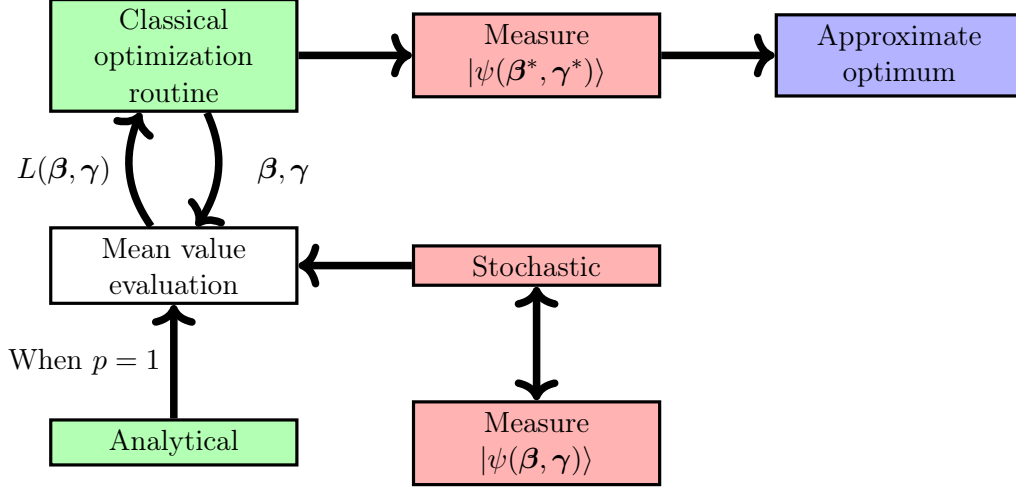 Classical
optimization
routine
Measure
|ψ(β*, γ*)⟩
Approximate
optimum
L(β, γ)
β, γ
Mean value
evaluation
Stochastic
When p = 1
Analytical
Measure
|ψ(β, γ)⟩